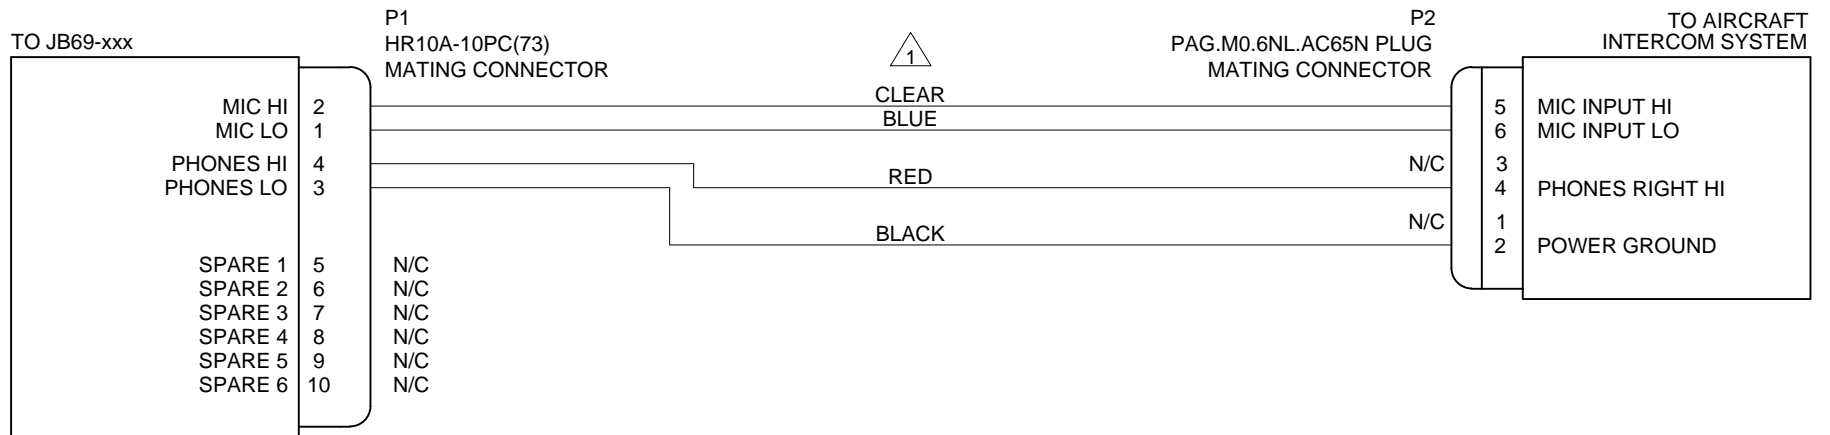 TO JB69-xxx
P1
HR10A-10PC(73)
MATING CONNECTOR
1
P2
PAG.M0.6NL.AC65N PLUG
MATING CONNECTOR
TO AIRCRAFT
INTERCOM SYSTEM
MIC HI 2 CLEAR 5 MIC INPUT HI
MIC LO 1 BLUE 6 MIC INPUT LO
PHONES HI 4 N/C 3
PHONES LO 3 RED 4 PHONES RIGHT HI
N/C 1
BLACK 2 POWER GROUND
SPARE 1 5 N/C
SPARE 2 6 N/C
SPARE 3 7 N/C
SPARE 4 8 N/C
SPARE 5 9 N/C
SPARE 6 10 N/C